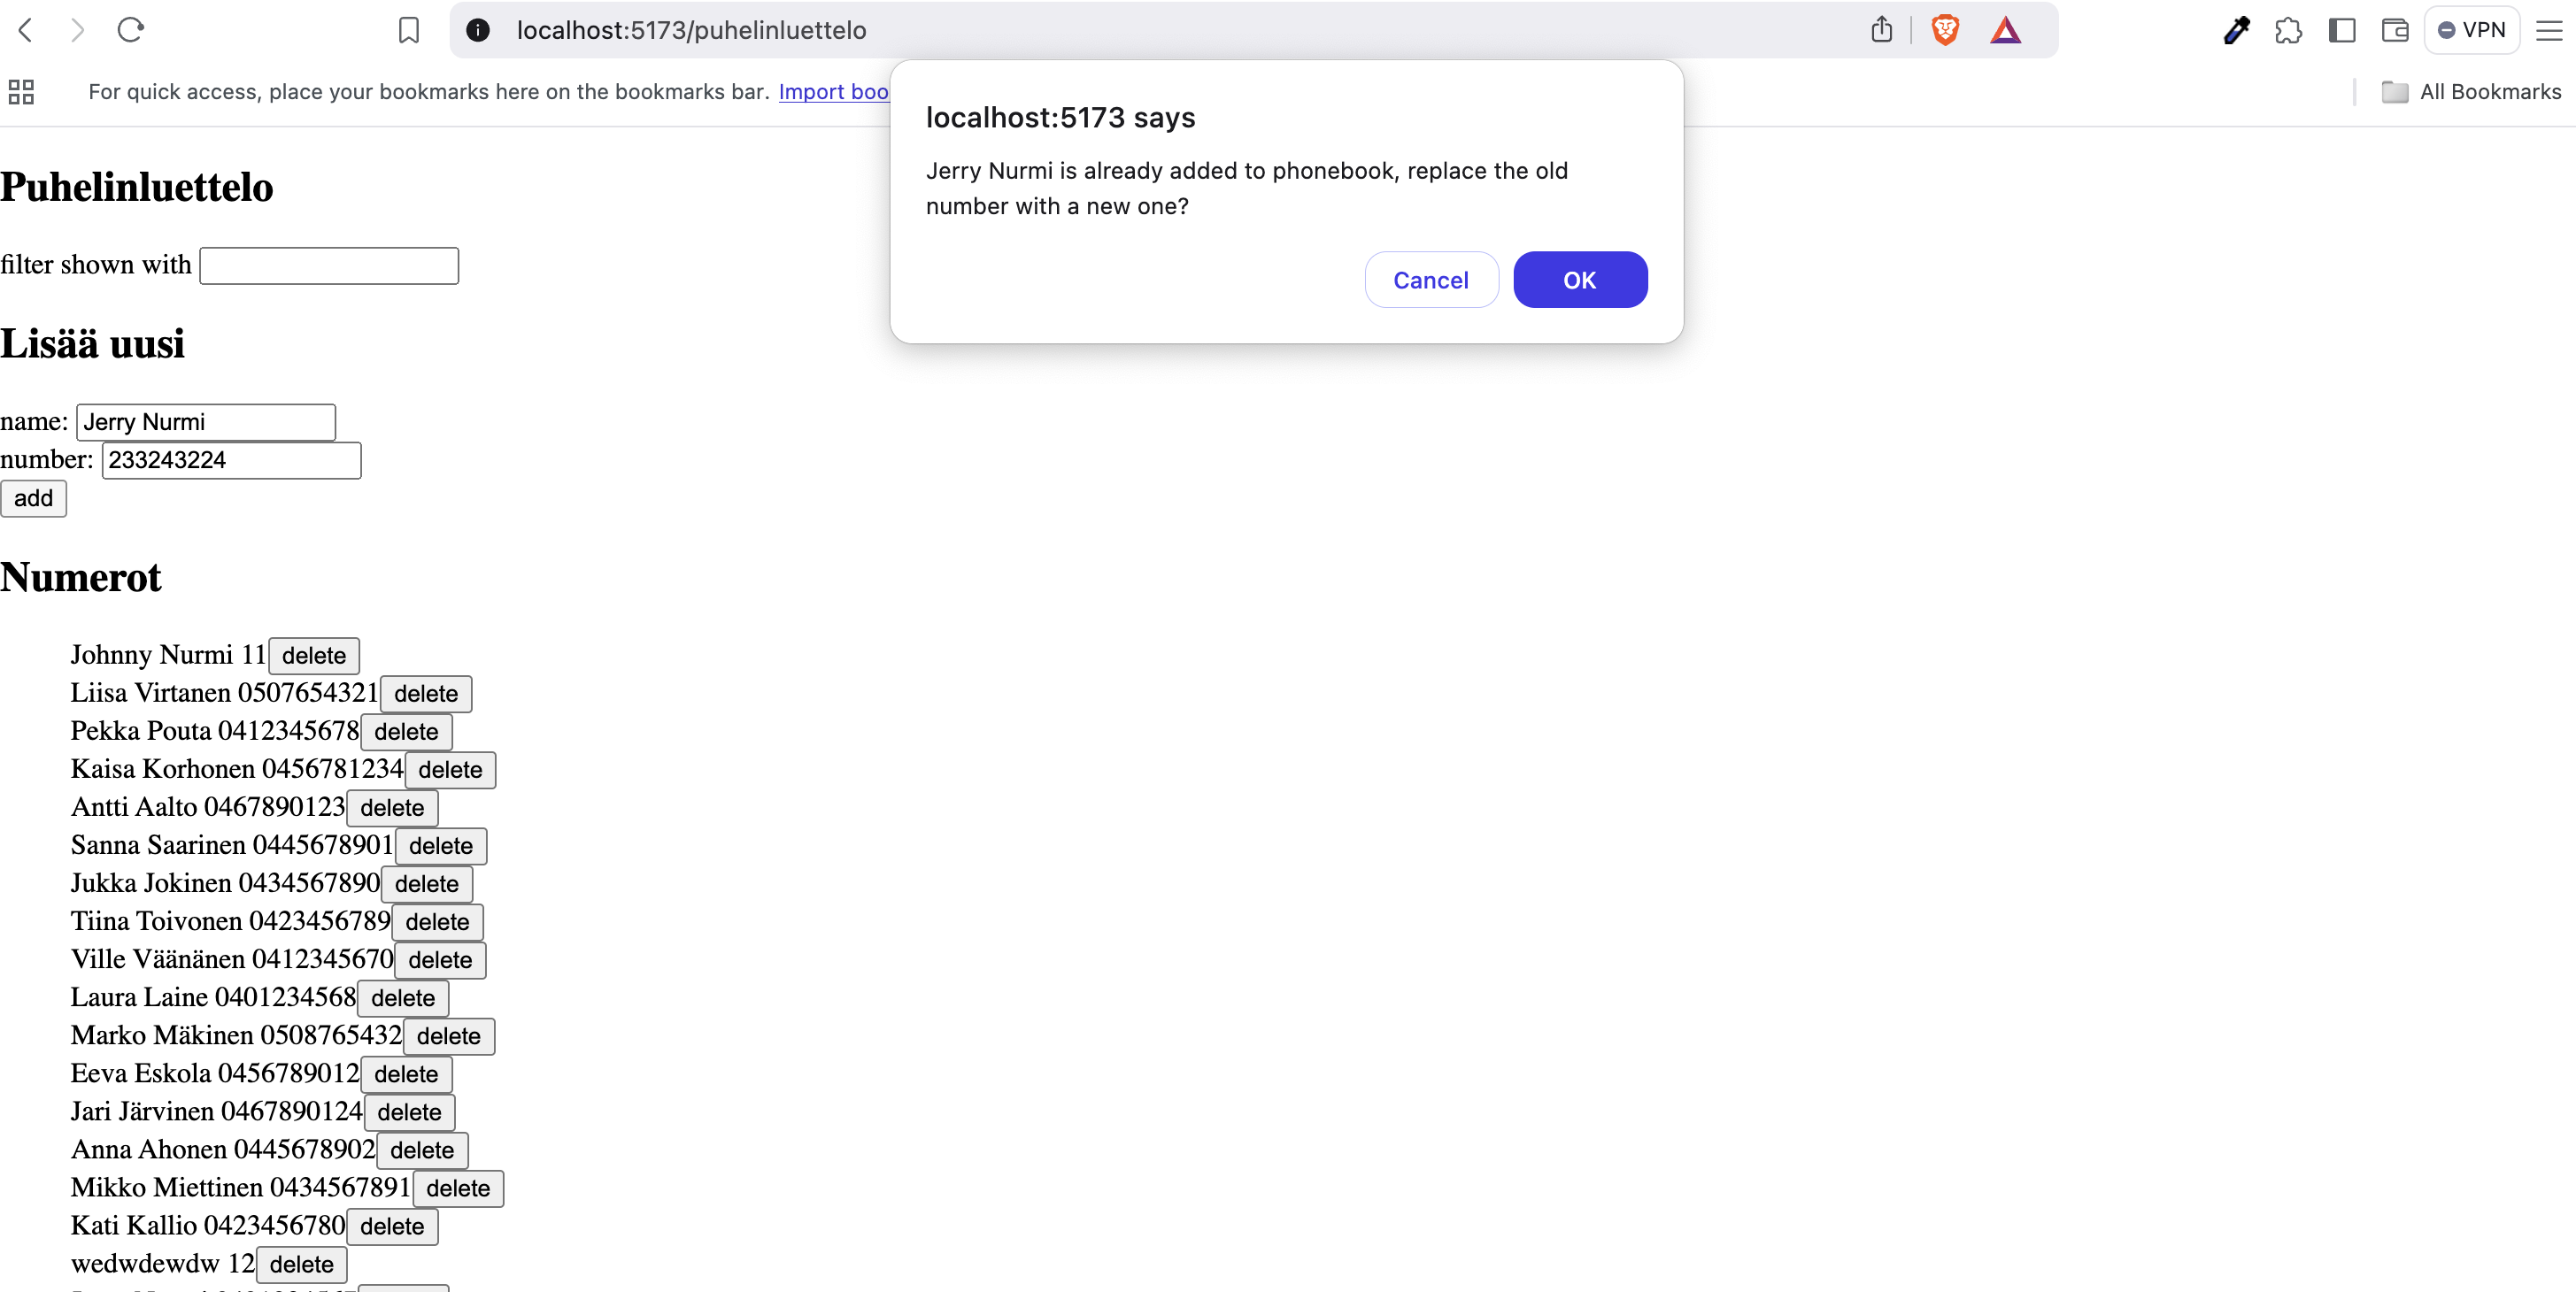 localhost:5173/puhelinluettelo
VPN
For quick access, place your bookmarks here on the bookmarks bar. Import boo
All Bookmarks
localhost:5173 says
Jerry Nurmi is already added to phonebook, replace the old
number with a new one?
Cancel OK
Puhelinluettelo
filter shown with
Lisää uusi
name: Jerry Nurmi
number: 233243224
add
Numerot
Johnny Nurmi 11 delete
Liisa Virtanen 0507654321 delete
Pekka Pouta 0412345678 delete
Kaisa Korhonen 0456781234 delete
Antti Aalto 0467890123 delete
Sanna Saarinen 0445678901 delete
Jukka Jokinen 0434567890 delete
Tiina Toivonen 0423456789 delete
Ville Väänänen 0412345670 delete
Laura Laine 0401234568 delete
Marko Mäkinen 0508765432 delete
Eeva Eskola 0456789012 delete
Jari Järvinen 0467890124 delete
Anna Ahonen 0445678902 delete
Mikko Miettinen 0434567891 delete
Kati Kallio 0423456780 delete
wedwdewdw 12 delete